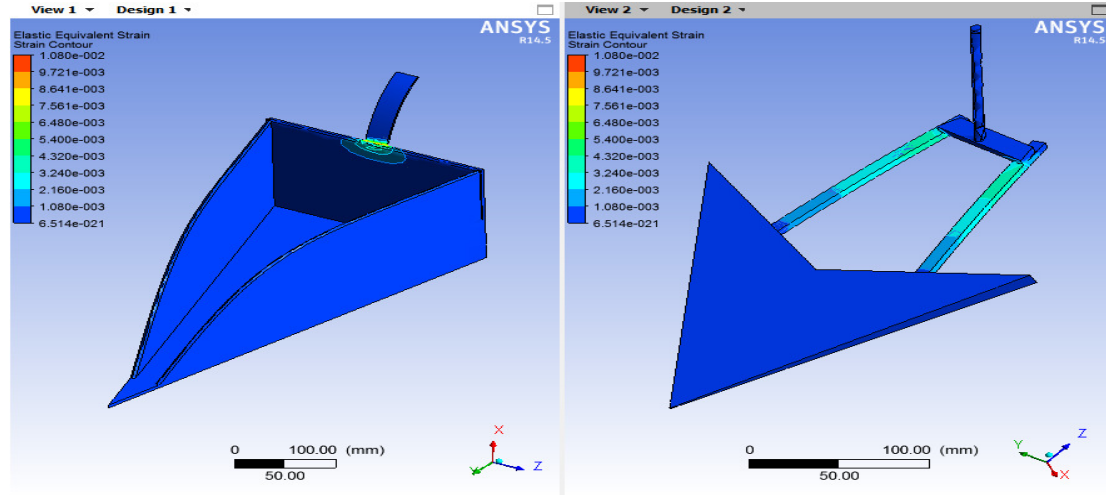 View 1 Design 1
ANSYS
R14.5
Elastic Equivalent Strain
Strain Contour
1.080e-002
9.721e-003
8.641e-003
7.561e-003
6.480e-003
5.400e-003
4.320e-003
3.240e-003
2.160e-003
1.080e-003
6.514e-021
0 100.00 (mm)
50.00
X
Y
Z
View 2 Design 2
ANSYS
R14.5
Elastic Equivalent Strain
Strain Contour
1.080e-002
9.721e-003
8.641e-003
7.561e-003
6.480e-003
5.400e-003
4.320e-003
3.240e-003
2.160e-003
1.080e-003
6.514e-021
0 100.00 (mm)
50.00
Y
Z
X